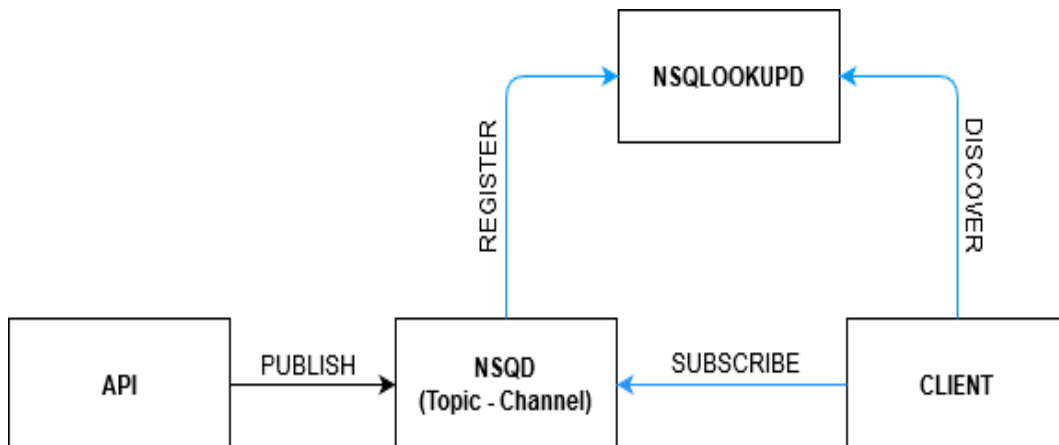 NSQLOOKUPD
REGISTER
DISCOVER
API
PUBLISH
NSQD
(Topic - Channel)
SUBSCRIBE
CLIENT